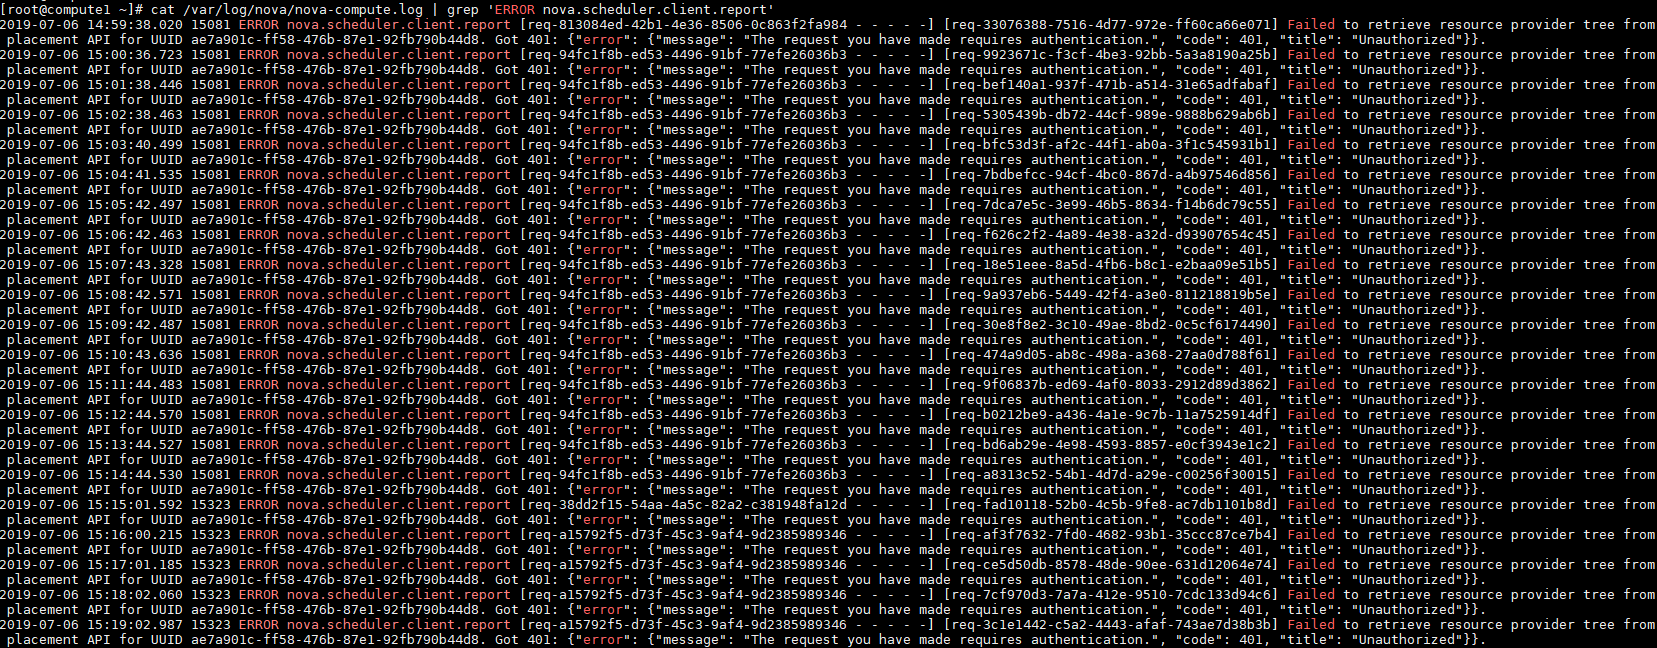 [root@compute1 ~]# cat /var/log/nova/nova-compute.log | grep 'ERROR nova.scheduler.client.report'
2019-07-06 14:59:38.020 15081 ERROR nova.scheduler.client.report [req-813084ed-42b1-4e36-8506-0c863f2fa984 - - - - -] [req-33076388-7516-4d77-972e-ff60ca66e071] Failed to retrieve resource provider tree from
placement API for UUID ae7a901c-ff58-476b-87e1-92fb790b44d8. Got 401: {"error": {"message": "The request you have made requires authentication.", "code": 401, "title": "Unauthorized"}}.
2019-07-06 15:00:36.723 15081 ERROR nova.scheduler.client.report [req-94fc1f8b-ed53-4496-91bf-77efe26036b3 - - - - -] [req-9923671c-f3cf-4be3-92bb-5a3a8190a25b] Failed to retrieve resource provider tree from
placement API for UUID ae7a901c-ff58-476b-87e1-92fb790b44d8. Got 401: {"error": {"message": "The request you have made requires authentication.", "code": 401, "title": "Unauthorized"}}.
2019-07-06 15:01:38.446 15081 ERROR nova.scheduler.client.report [req-94fc1f8b-ed53-4496-91bf-77efe26036b3 - - - - -] [req-bef140a1-937f-471b-a514-31e65adfabaf] Failed to retrieve resource provider tree from
placement API for UUID ae7a901c-ff58-476b-87e1-92fb790b44d8. Got 401: {"error": {"message": "The request you have made requires authentication.", "code": 401, "title": "Unauthorized"}}.
2019-07-06 15:02:38.463 15081 ERROR nova.scheduler.client.report [req-94fc1f8b-ed53-4496-91bf-77efe26036b3 - - - - -] [req-5305439b-db72-44cf-989e-9888b629ab6b] Failed to retrieve resource provider tree from
placement API for UUID ae7a901c-ff58-476b-87e1-92fb790b44d8. Got 401: {"error": {"message": "The request you have made requires authentication.", "code": 401, "title": "Unauthorized"}}.
2019-07-06 15:03:40.499 15081 ERROR nova.scheduler.client.report [req-94fc1f8b-ed53-4496-91bf-77efe26036b3 - - - - -] [req-bfc53d3f-af2c-44f1-ab0a-3f1c545931b1] Failed to retrieve resource provider tree from
placement API for UUID ae7a901c-ff58-476b-87e1-92fb790b44d8. Got 401: {"error": {"message": "The request you have made requires authentication.", "code": 401, "title": "Unauthorized"}}.
2019-07-06 15:04:41.535 15081 ERROR nova.scheduler.client.report [req-94fc1f8b-ed53-4496-91bf-77efe26036b3 - - - - -] [req-7bdbefcc-94cf-4bc0-867d-a4b97546d856] Failed to retrieve resource provider tree from
placement API for UUID ae7a901c-ff58-476b-87e1-92fb790b44d8. Got 401: {"error": {"message": "The request you have made requires authentication.", "code": 401, "title": "Unauthorized"}}.
2019-07-06 15:05:42.497 15081 ERROR nova.scheduler.client.report [req-94fc1f8b-ed53-4496-91bf-77efe26036b3 - - - - -] [req-7dca7e5c-3e99-46b5-8634-f14b6dc79c55] Failed to retrieve resource provider tree from
placement API for UUID ae7a901c-ff58-476b-87e1-92fb790b44d8. Got 401: {"error": {"message": "The request you have made requires authentication.", "code": 401, "title": "Unauthorized"}}.
2019-07-06 15:06:42.463 15081 ERROR nova.scheduler.client.report [req-94fc1f8b-ed53-4496-91bf-77efe26036b3 - - - - -] [req-f626c2f2-4a89-4e38-a32d-d93907654c45] Failed to retrieve resource provider tree from
placement API for UUID ae7a901c-ff58-476b-87e1-92fb790b44d8. Got 401: {"error": {"message": "The request you have made requires authentication.", "code": 401, "title": "Unauthorized"}}.
2019-07-06 15:07:43.328 15081 ERROR nova.scheduler.client.report [req-94fc1f8b-ed53-4496-91bf-77efe26036b3 - - - - -] [req-18e51eee-8a5d-4fb6-b8c1-e2baa09e51b5] Failed to retrieve resource provider tree from
placement API for UUID ae7a901c-ff58-476b-87e1-92fb790b44d8. Got 401: {"error": {"message": "The request you have made requires authentication.", "code": 401, "title": "Unauthorized"}}.
2019-07-06 15:08:42.571 15081 ERROR nova.scheduler.client.report [req-94fc1f8b-ed53-4496-91bf-77efe26036b3 - - - - -] [req-9a937eb6-5449-42f4-a3e0-811218819b5e] Failed to retrieve resource provider tree from
placement API for UUID ae7a901c-ff58-476b-87e1-92fb790b44d8. Got 401: {"error": {"message": "The request you have made requires authentication.", "code": 401, "title": "Unauthorized"}}.
2019-07-06 15:09:42.487 15081 ERROR nova.scheduler.client.report [req-94fc1f8b-ed53-4496-91bf-77efe26036b3 - - - - -] [req-30e8f8e2-3c10-49ae-8bd2-0c5cf6174490] Failed to retrieve resource provider tree from
placement API for UUID ae7a901c-ff58-476b-87e1-92fb790b44d8. Got 401: {"error": {"message": "The request you have made requires authentication.", "code": 401, "title": "Unauthorized"}}.
2019-07-06 15:10:43.636 15081 ERROR nova.scheduler.client.report [req-94fc1f8b-ed53-4496-91bf-77efe26036b3 - - - - -] [req-474a9d05-ab8c-498a-a368-27aa0d788f61] Failed to retrieve resource provider tree from
placement API for UUID ae7a901c-ff58-476b-87e1-92fb790b44d8. Got 401: {"error": {"message": "The request you have made requires authentication.", "code": 401, "title": "Unauthorized"}}.
2019-07-06 15:11:44.483 15081 ERROR nova.scheduler.client.report [req-94fc1f8b-ed53-4496-91bf-77efe26036b3 - - - - -] [req-9f06837b-ed69-4af0-8033-2912d89d3862] Failed to retrieve resource provider tree from
placement API for UUID ae7a901c-ff58-476b-87e1-92fb790b44d8. Got 401: {"error": {"message": "The request you have made requires authentication.", "code": 401, "title": "Unauthorized"}}.
2019-07-06 15:12:44.570 15081 ERROR nova.scheduler.client.report [req-94fc1f8b-ed53-4496-91bf-77efe26036b3 - - - - -] [req-b0212be9-a436-4a1e-9c7b-11a7525914df] Failed to retrieve resource provider tree from
placement API for UUID ae7a901c-ff58-476b-87e1-92fb790b44d8. Got 401: {"error": {"message": "The request you have made requires authentication.", "code": 401, "title": "Unauthorized"}}.
2019-07-06 15:13:44.527 15081 ERROR nova.scheduler.client.report [req-94fc1f8b-ed53-4496-91bf-77efe26036b3 - - - - -] [req-bd6ab29e-4e98-4593-8857-e0cf3943e1c2] Failed to retrieve resource provider tree from
placement API for UUID ae7a901c-ff58-476b-87e1-92fb790b44d8. Got 401: {"error": {"message": "The request you have made requires authentication.", "code": 401, "title": "Unauthorized"}}.
2019-07-06 15:14:44.530 15081 ERROR nova.scheduler.client.report [req-94fc1f8b-ed53-4496-91bf-77efe26036b3 - - - - -] [req-a8313c52-54b1-4d7d-a29e-c00256f30015] Failed to retrieve resource provider tree from
placement API for UUID ae7a901c-ff58-476b-87e1-92fb790b44d8. Got 401: {"error": {"message": "The request you have made requires authentication.", "code": 401, "title": "Unauthorized"}}.
2019-07-06 15:15:01.592 15323 ERROR nova.scheduler.client.report [req-38dd2f15-54aa-4a5c-82a2-c381948fa12d - - - - -] [req-fad10118-52b0-4c5b-9fe8-ac7db1101b8d] Failed to retrieve resource provider tree from
placement API for UUID ae7a901c-ff58-476b-87e1-92fb790b44d8. Got 401: {"error": {"message": "The request you have made requires authentication.", "code": 401, "title": "Unauthorized"}}.
2019-07-06 15:16:00.215 15323 ERROR nova.scheduler.client.report [req-a15792f5-d73f-45c3-9af4-9d2385989346 - - - - -] [req-af3f7632-7fd0-4682-93b1-35ccc87ce7b4] Failed to retrieve resource provider tree from
placement API for UUID ae7a901c-ff58-476b-87e1-92fb790b44d8. Got 401: {"error": {"message": "The request you have made requires authentication.", "code": 401, "title": "Unauthorized"}}.
2019-07-06 15:17:01.185 15323 ERROR nova.scheduler.client.report [req-a15792f5-d73f-45c3-9af4-9d2385989346 - - - - -] [req-ce5d50db-8578-48de-90ee-631d12064e74] Failed to retrieve resource provider tree from
placement API for UUID ae7a901c-ff58-476b-87e1-92fb790b44d8. Got 401: {"error": {"message": "The request you have made requires authentication.", "code": 401, "title": "Unauthorized"}}.
2019-07-06 15:18:02.060 15323 ERROR nova.scheduler.client.report [req-a15792f5-d73f-45c3-9af4-9d2385989346 - - - - -] [req-7cf970d3-7a7a-412e-9510-7cdc133d94c6] Failed to retrieve resource provider tree from
placement API for UUID ae7a901c-ff58-476b-87e1-92fb790b44d8. Got 401: {"error": {"message": "The request you have made requires authentication.", "code": 401, "title": "Unauthorized"}}.
2019-07-06 15:19:02.987 15323 ERROR nova.scheduler.client.report [req-a15792f5-d73f-45c3-9af4-9d2385989346 - - - - -] [req-3c1e1442-c5a2-4443-afaf-743ae7d38b3b] Failed to retrieve resource provider tree from
placement API for UUID ae7a901c-ff58-476b-87e1-92fb790b44d8. Got 401: {"error": {"message": "The request you have made requires authentication.", "code": 401, "title": "Unauthorized"}}.